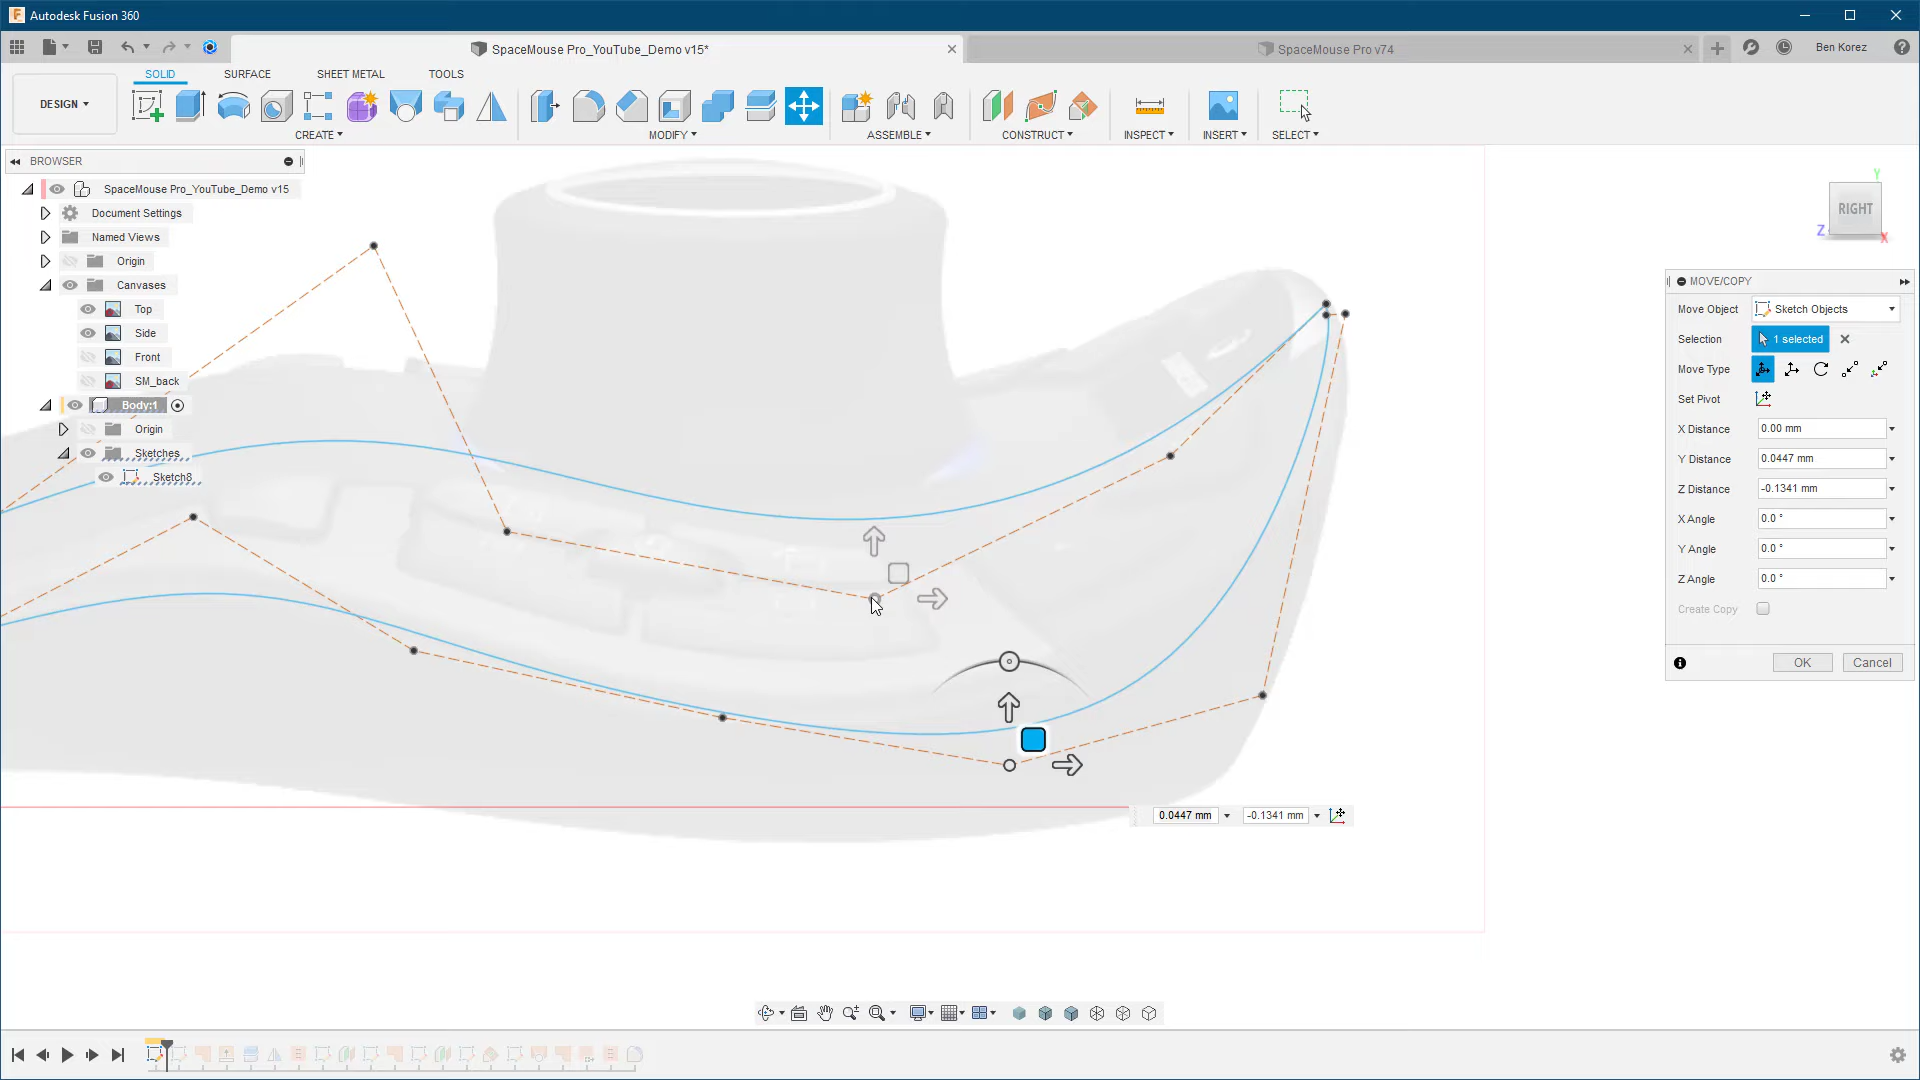 Autodesk Fusion 360
SpaceMouse Pro_YouTube_Demo v15*
SpaceMouse Pro v74
Ben Korez
SOLID
SURFACE
SHEET METAL
TOOLS
DESIGN
CREATE
MODIFY
ASSEMBLE
CONSTRUCT
INSPECT
INSERT
SELECT
BROWSER
SpaceMouse Pro_YouTube_Demo v15
Document Settings
Named Views
Origin
Canvases
Top
Side
Front
SM_back
Body:1
Origin
Sketches
Sketch8
Y
RIGHT
Z
X
MOVE/COPY
Move Object
Sketch Objects
Selection
1 selected
Move Type
Set Pivot
X Distance
0.00 mm
Y Distance
0.0447 mm
Z Distance
-0.1341 mm
X Angle
0.0 °
Y Angle
0.0 °
Z Angle
0.0 °
Create Copy
OK
Cancel
0.0447 mm
-0.1341 mm